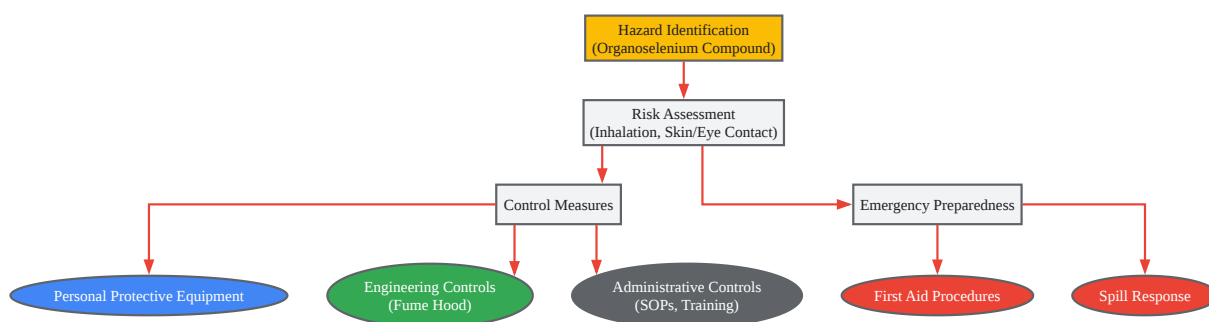 Hazard Identification
(Organoselenium Compound)
Risk Assessment
(Inhalation, Skin/Eye Contact)
Control Measures
Emergency Preparedness
Personal Protective Equipment
Engineering Controls
(Fume Hood)
Administrative Controls
(SOPs, Training)
First Aid Procedures
Spill Response